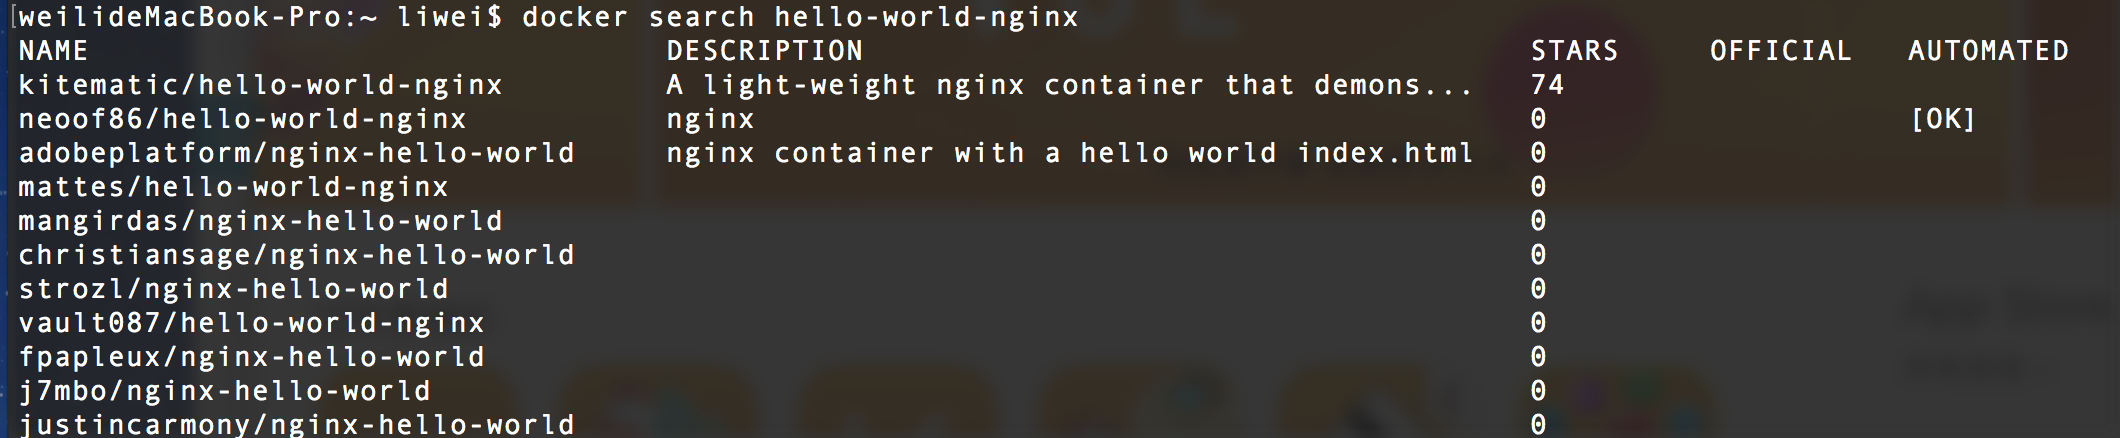 [weilideMacBook-Pro:~ liwei$ docker search hello-world-nginx
NAME DESCRIPTION STARS OFFICIAL AUTOMATED
kitematic/hello-world-nginx A light-weight nginx container that demons... 74
neoof86/hello-world-nginx nginx 0 [OK]
adobeplatform/nginx-hello-world nginx container with a hello world index.html 0
mattes/hello-world-nginx 0
mangirdas/nginx-hello-world 0
christiansage/nginx-hello-world 0
strozl/nginx-hello-world 0
vault087/hello-world-nginx 0
fpapleux/nginx-hello-world 0
j7mbo/nginx-hello-world 0
justincarmony/nginx-hello-world 0